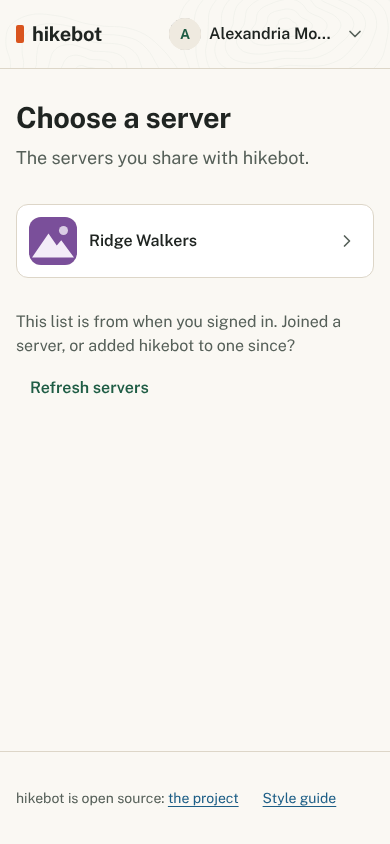 hikebot
A
Alexandria Mo...
Choose a server
The servers you share with hikebot.
Ridge Walkers
This list is from when you signed in. Joined a
server, or added hikebot to one since?
Refresh servers
hikebot is open source: the project
Style guide